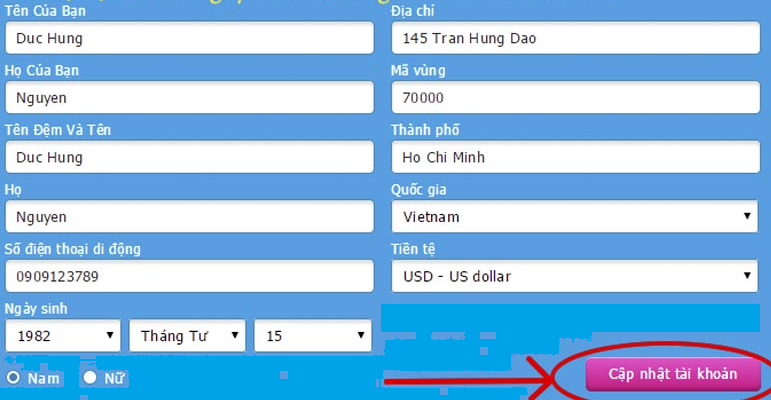 Tên Của Bạn
Duc Hung
Họ Của Bạn
Nguyen
Tên Đệm Và Tên
Duc Hung
Họ
Nguyen
Số điện thoại di động
0909123789
Ngày sinh
1982 Tháng Tư 15
Nam Nữ
Địa chỉ
145 Tran Hung Dao
Mã vùng
70000
Thành phố
Ho Chi Minh
Quốc gia
Vietnam
Tiền tệ
USD - US dollar
Cập nhật tài khoản